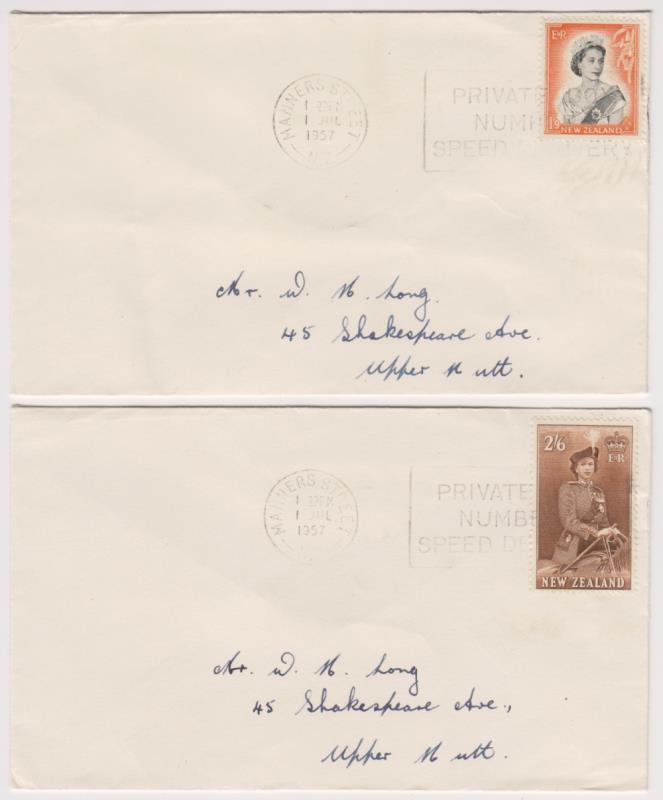 E R
1/9
NEW ZEALAND
MANNERS STREET
1 JUL
1957
PRIVATE
NUMB
SPEED DELIVERY
Mr. W. H. Long.
45 Shakespeare Ave.
Upper Hutt.
2/6
E R
NEW ZEALAND
MANNERS STREET
1 JUL
1957
PRIVATE
NUMB
SPEED DE
Mr. W. H. Long
45 Shakespeare Ave.,
Upper Hutt.